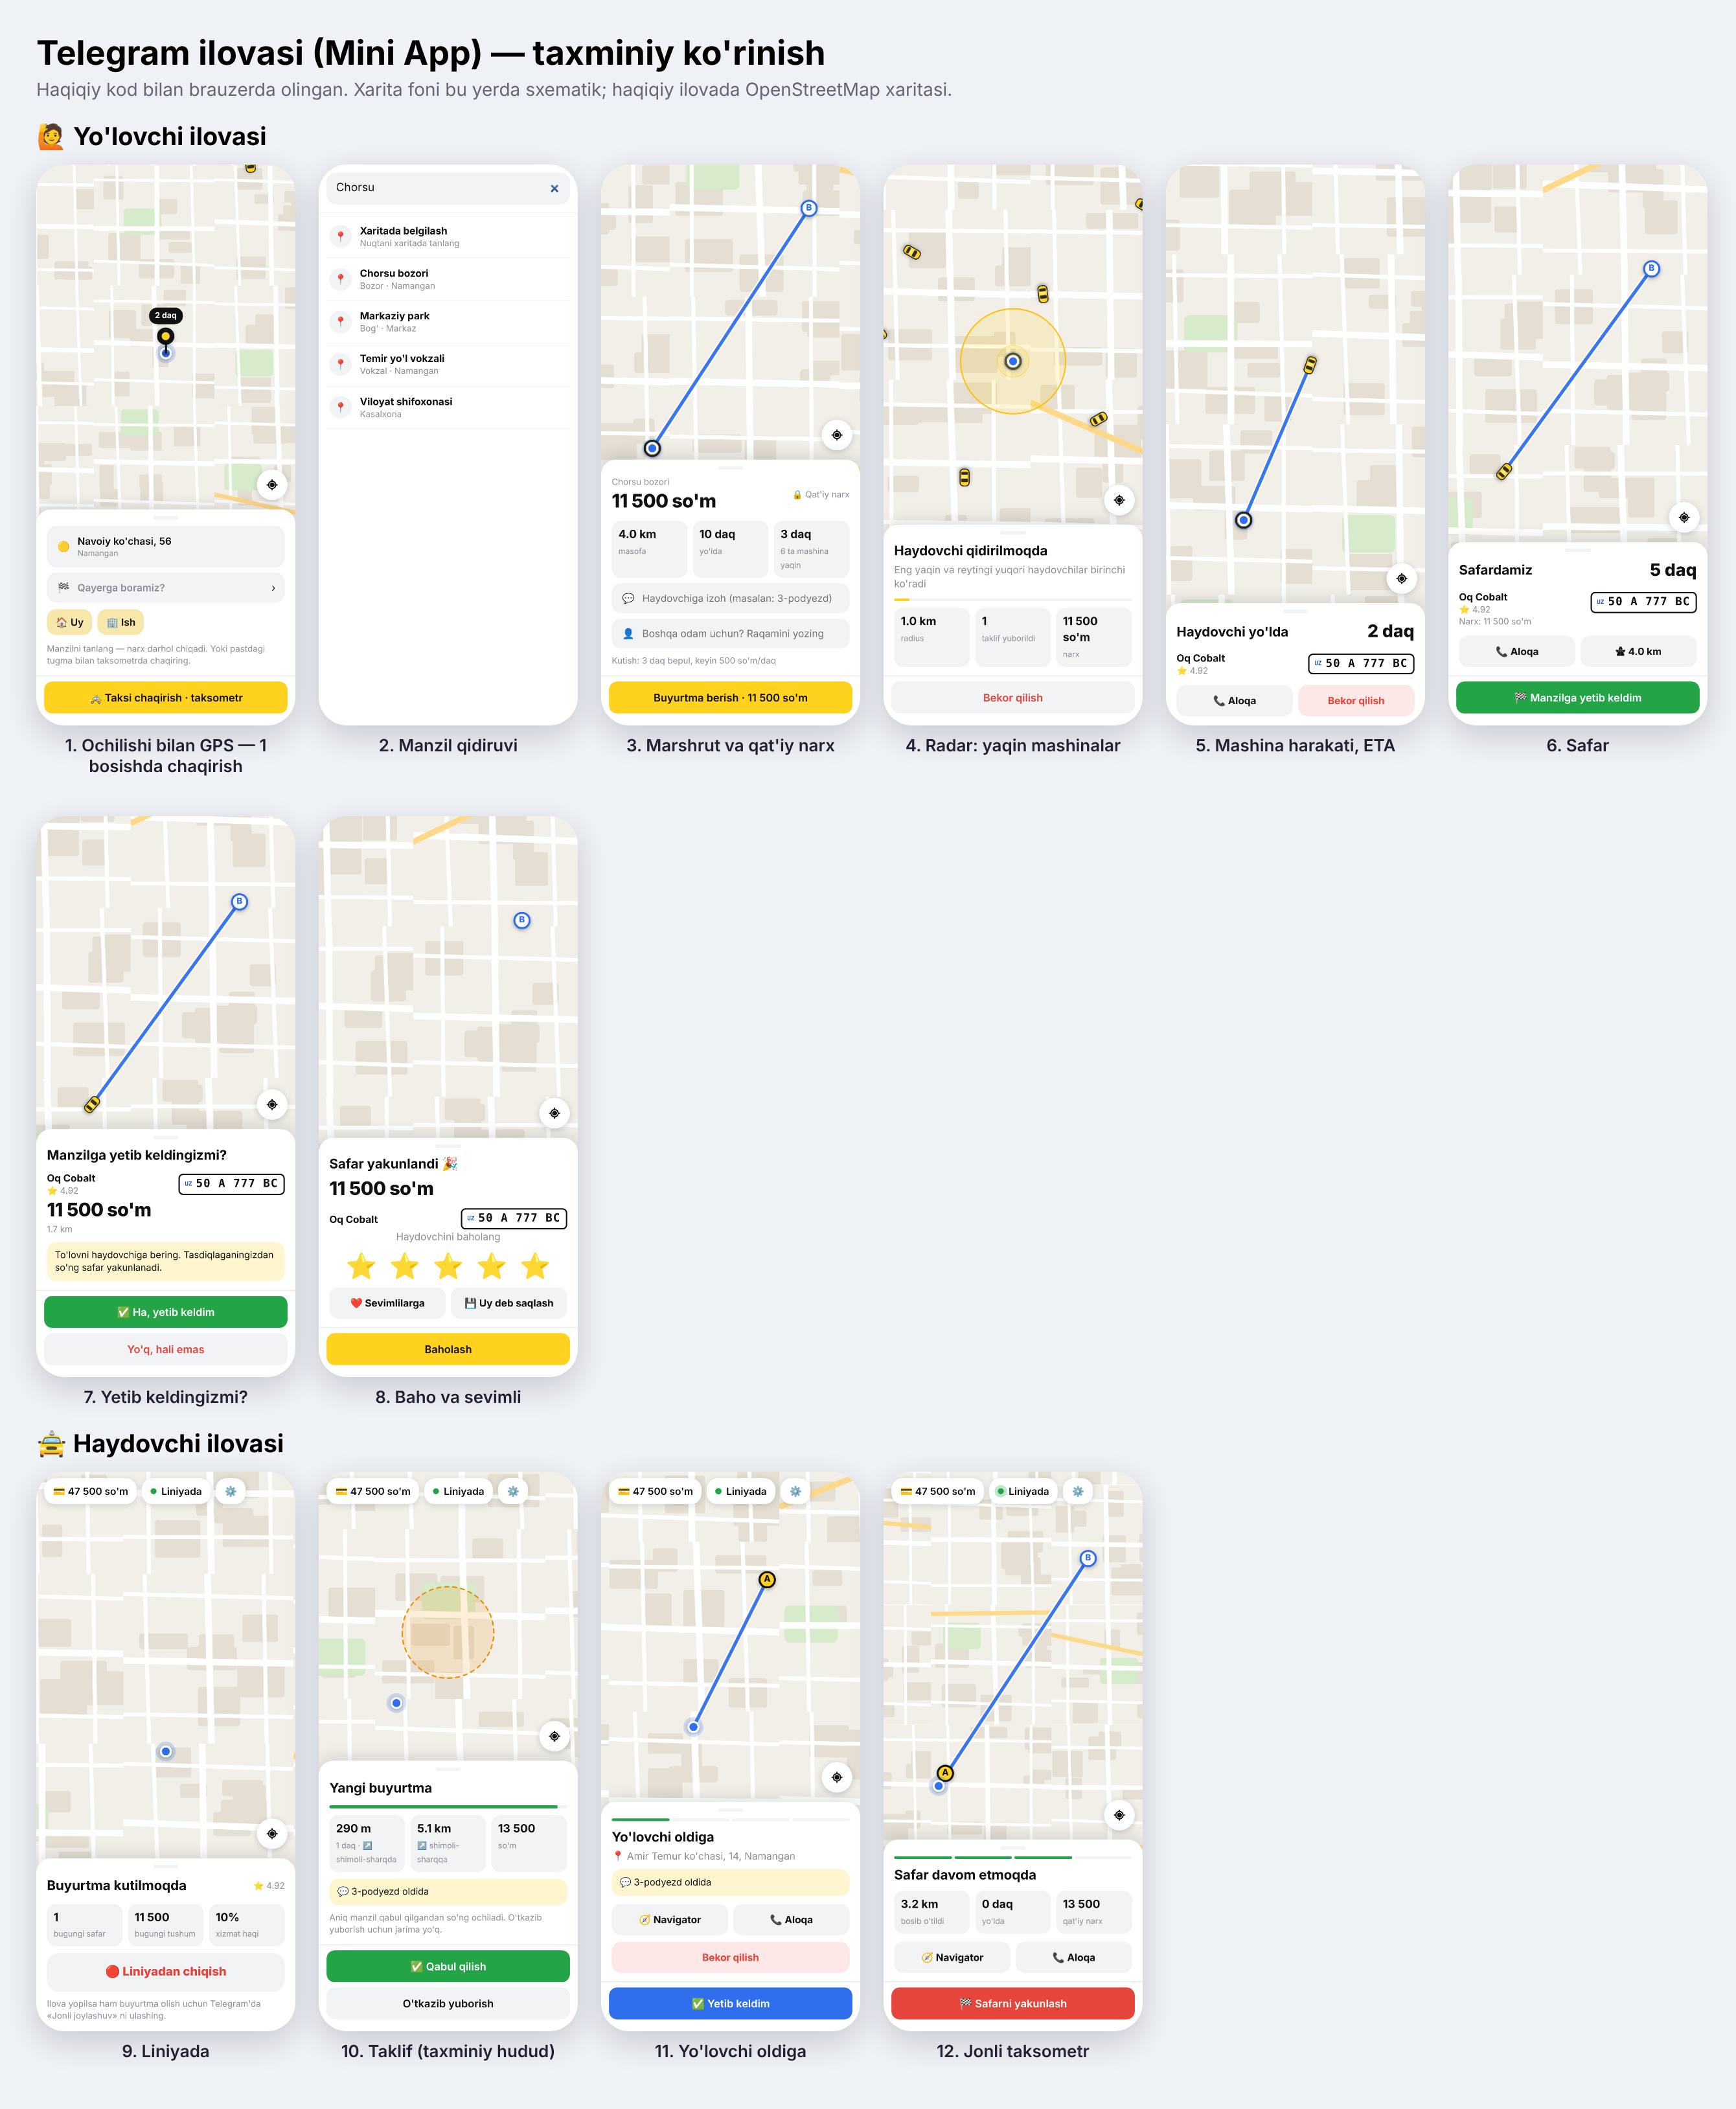 Telegram ilovasi (Mini App) — taxminiy ko'rinish
Haqiqiy kod bilan brauzerda olingan. Xarita foni bu yerda sxematik; haqiqiy ilovada OpenStreetMap xaritasi.
🙋 Yo'lovchi ilovasi
2 daq
Navoiy ko'chasi, 56
Namangan
Qayerga boramiz? ›
Uy
Ish
Manzilni tanlang — narx darhol chiqadi. Yoki pastdagi
tugma bilan taksometrda chaqiring.
Taksi chaqirish · taksometr
1. Ochilishi bilan GPS — 1
bosishda chaqirish
Chorsu ×
Xaritada belgilash
Nuqtani xaritada tanlang
Chorsu bozori
Bozor · Namangan
Markaziy park
Bog' · Markaz
Temir yo'l vokzali
Vokzal · Namangan
Viloyat shifoxonasi
Kasalxona
2. Manzil qidiruvi
B
Chorsu bozori
11 500 so'm
Qat'iy narx
4.0 km
masofa
10 daq
yo'lda
3 daq
6 ta mashina
yaqin
Haydovchiga izoh (masalan: 3-podyezd)
Boshqa odam uchun? Raqamini yozing
Kutish: 3 daq bepul, keyin 500 so'm/daq
Buyurtma berish · 11 500 so'm
3. Marshrut va qat'iy narx
Haydovchi qidirilmoqda
Eng yaqin va reytingi yuqori haydovchilar birinchi
ko'radi
1.0 km
radius
1
taklif yuborildi
11 500
so'm
narx
Bekor qilish
4. Radar: yaqin mashinalar
Haydovchi yo'lda
2 daq
Oq Cobalt
4.92
UZ 50 A 777 BC
Aloqa
Bekor qilish
5. Mashina harakati, ETA
B
Safardamiz
5 daq
Oq Cobalt
4.92
Narx: 11 500 so'm
UZ 50 A 777 BC
Aloqa
4.0 km
Manzilga yetib keldim
6. Safar
B
Manzilga yetib keldingizmi?
Oq Cobalt
4.92
UZ 50 A 777 BC
11 500 so'm
1.7 km
To'lovni haydovchiga bering. Tasdiqlaganingizdan
so'ng safar yakunlanadi.
Ha, yetib keldim
Yo'q, hali emas
7. Yetib keldingizmi?
B
Safar yakunlandi 🎉
11 500 so'm
Oq Cobalt
UZ 50 A 777 BC
Haydovchini baholang
Sevimlilarga
Uy deb saqlash
Baholash
8. Baho va sevimli
🚖 Haydovchi ilovasi
47 500 so'm
Liniyada
Buyurtma kutilmoqda
4.92
1
bugungi safar
11 500
bugungi tushum
10%
xizmat haqi
Liniyadan chiqish
Ilova yopilsa ham buyurtma olish uchun Telegram'da
«Jonli joylashuv» ni ulashing.
9. Liniyada
47 500 so'm
Liniyada
Yangi buyurtma
290 m
1 daq · ↗
shimoli-sharqda
5.1 km
↗ shimoli-
sharqqa
13 500
so'm
3-podyezd oldida
Aniq manzil qabul qilgandan so'ng ochiladi. O'tkazib
yuborish uchun jarima yo'q.
Qabul qilish
O'tkazib yuborish
10. Taklif (taxminiy hudud)
47 500 so'm
Liniyada
A
Yo'lovchi oldiga
Amir Temur ko'chasi, 14, Namangan
3-podyezd oldida
Navigator
Aloqa
Bekor qilish
Yetib keldim
11. Yo'lovchi oldiga
47 500 so'm
Liniyada
B
A
Safar davom etmoqda
3.2 km
bosib o'tildi
0 daq
yo'lda
13 500
qat'iy narx
Navigator
Aloqa
Safarni yakunlash
12. Jonli taksometr